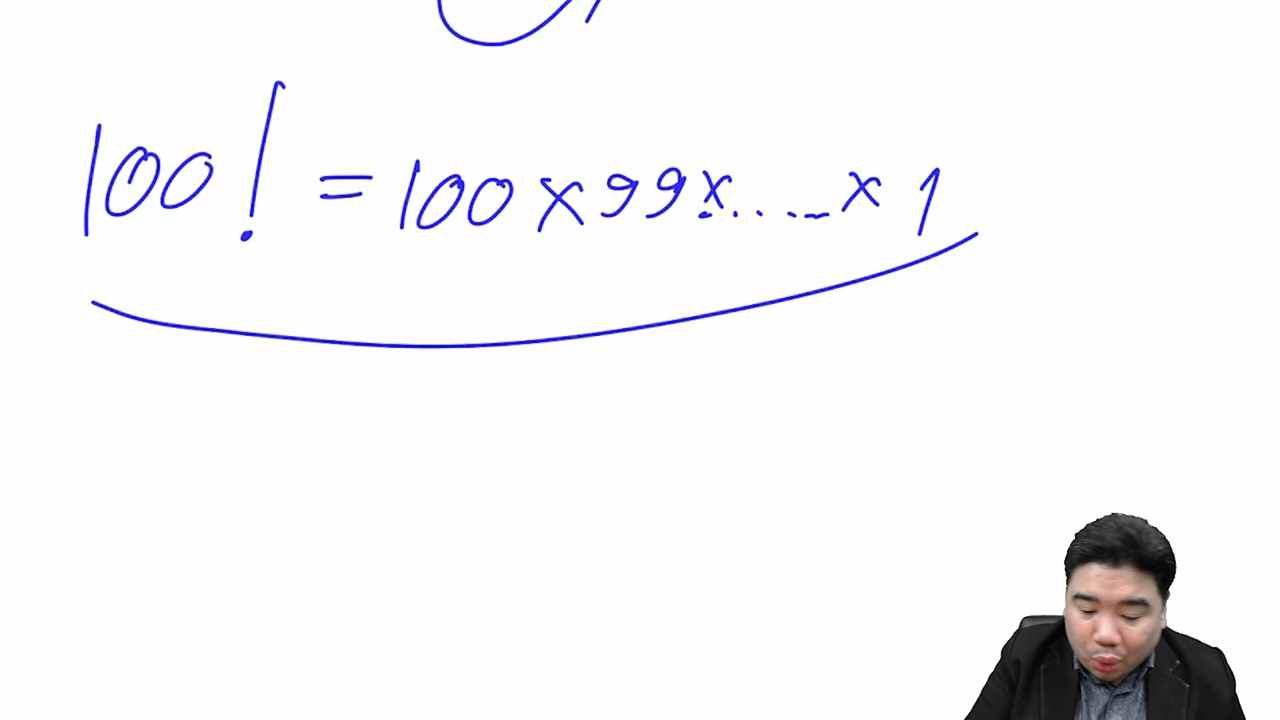 100! = 100 x 99 x ..... x 1